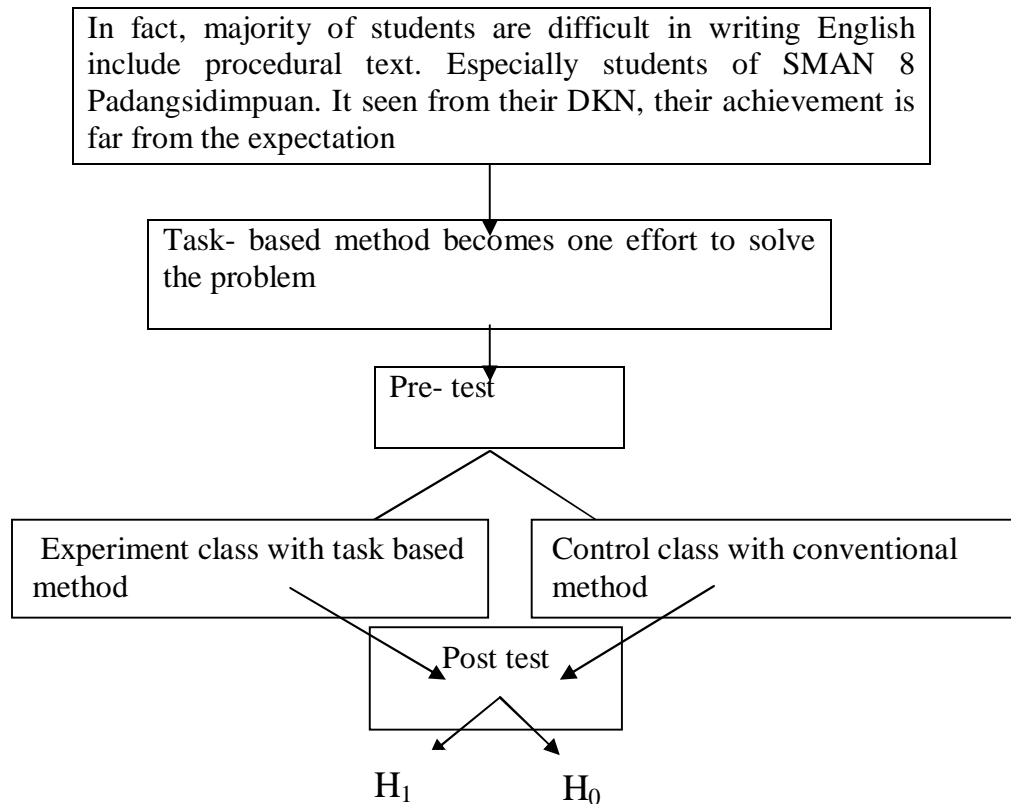 In fact, majority of students are difficult in writing English
include procedural text. Especially students of SMAN 8
Padangsidimpuan. It seen from their DKN, their achievement is
far from the expectation
Task- based method becomes one effort to solve
the problem
Pre- test
Experiment class with task based
method
Control class with conventional
method
Post test
H₁
H₀